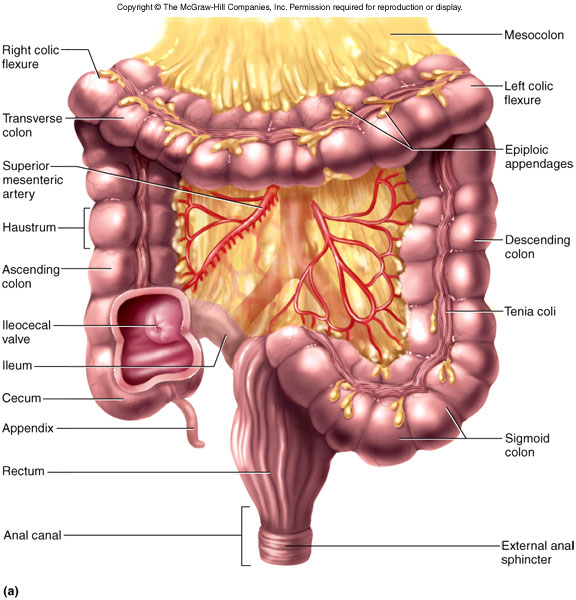 Copyright © The McGraw-Hill Companies, Inc. Permission required for reproduction or display.
Right colic
flexure
Transverse
colon
Superior
mesenteric
artery
Haustrum
Ascending
colon
Ileocecal
valve
Ileum
Cecum
Appendix
Rectum
Anal canal
Mesocolon
Left colic
flexure
Epiploic
appendages
Descending
colon
Tenia coli
Sigmoid
colon
External anal
sphincter
(a)